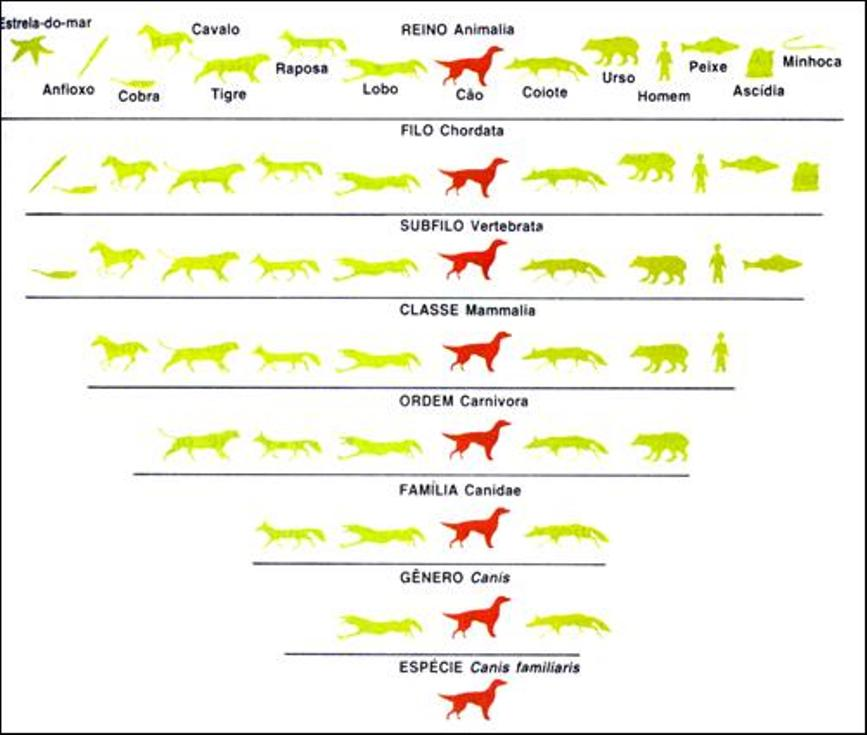 Estrela-do-mar
Cavalo
REINO Animalia
Raposa
Peixe
Minhoca
Anfioxo
Cobra
Tigre
Lobo
Cão
Coiote
Urso
Homem
Ascídia
FILO Chordata
SUBFILO Vertebrata
CLASSE Mammalia
ORDEM Carnivora
FAMÍLIA Canidae
GÊNERO Canis
ESPÉCIE Canis familiaris